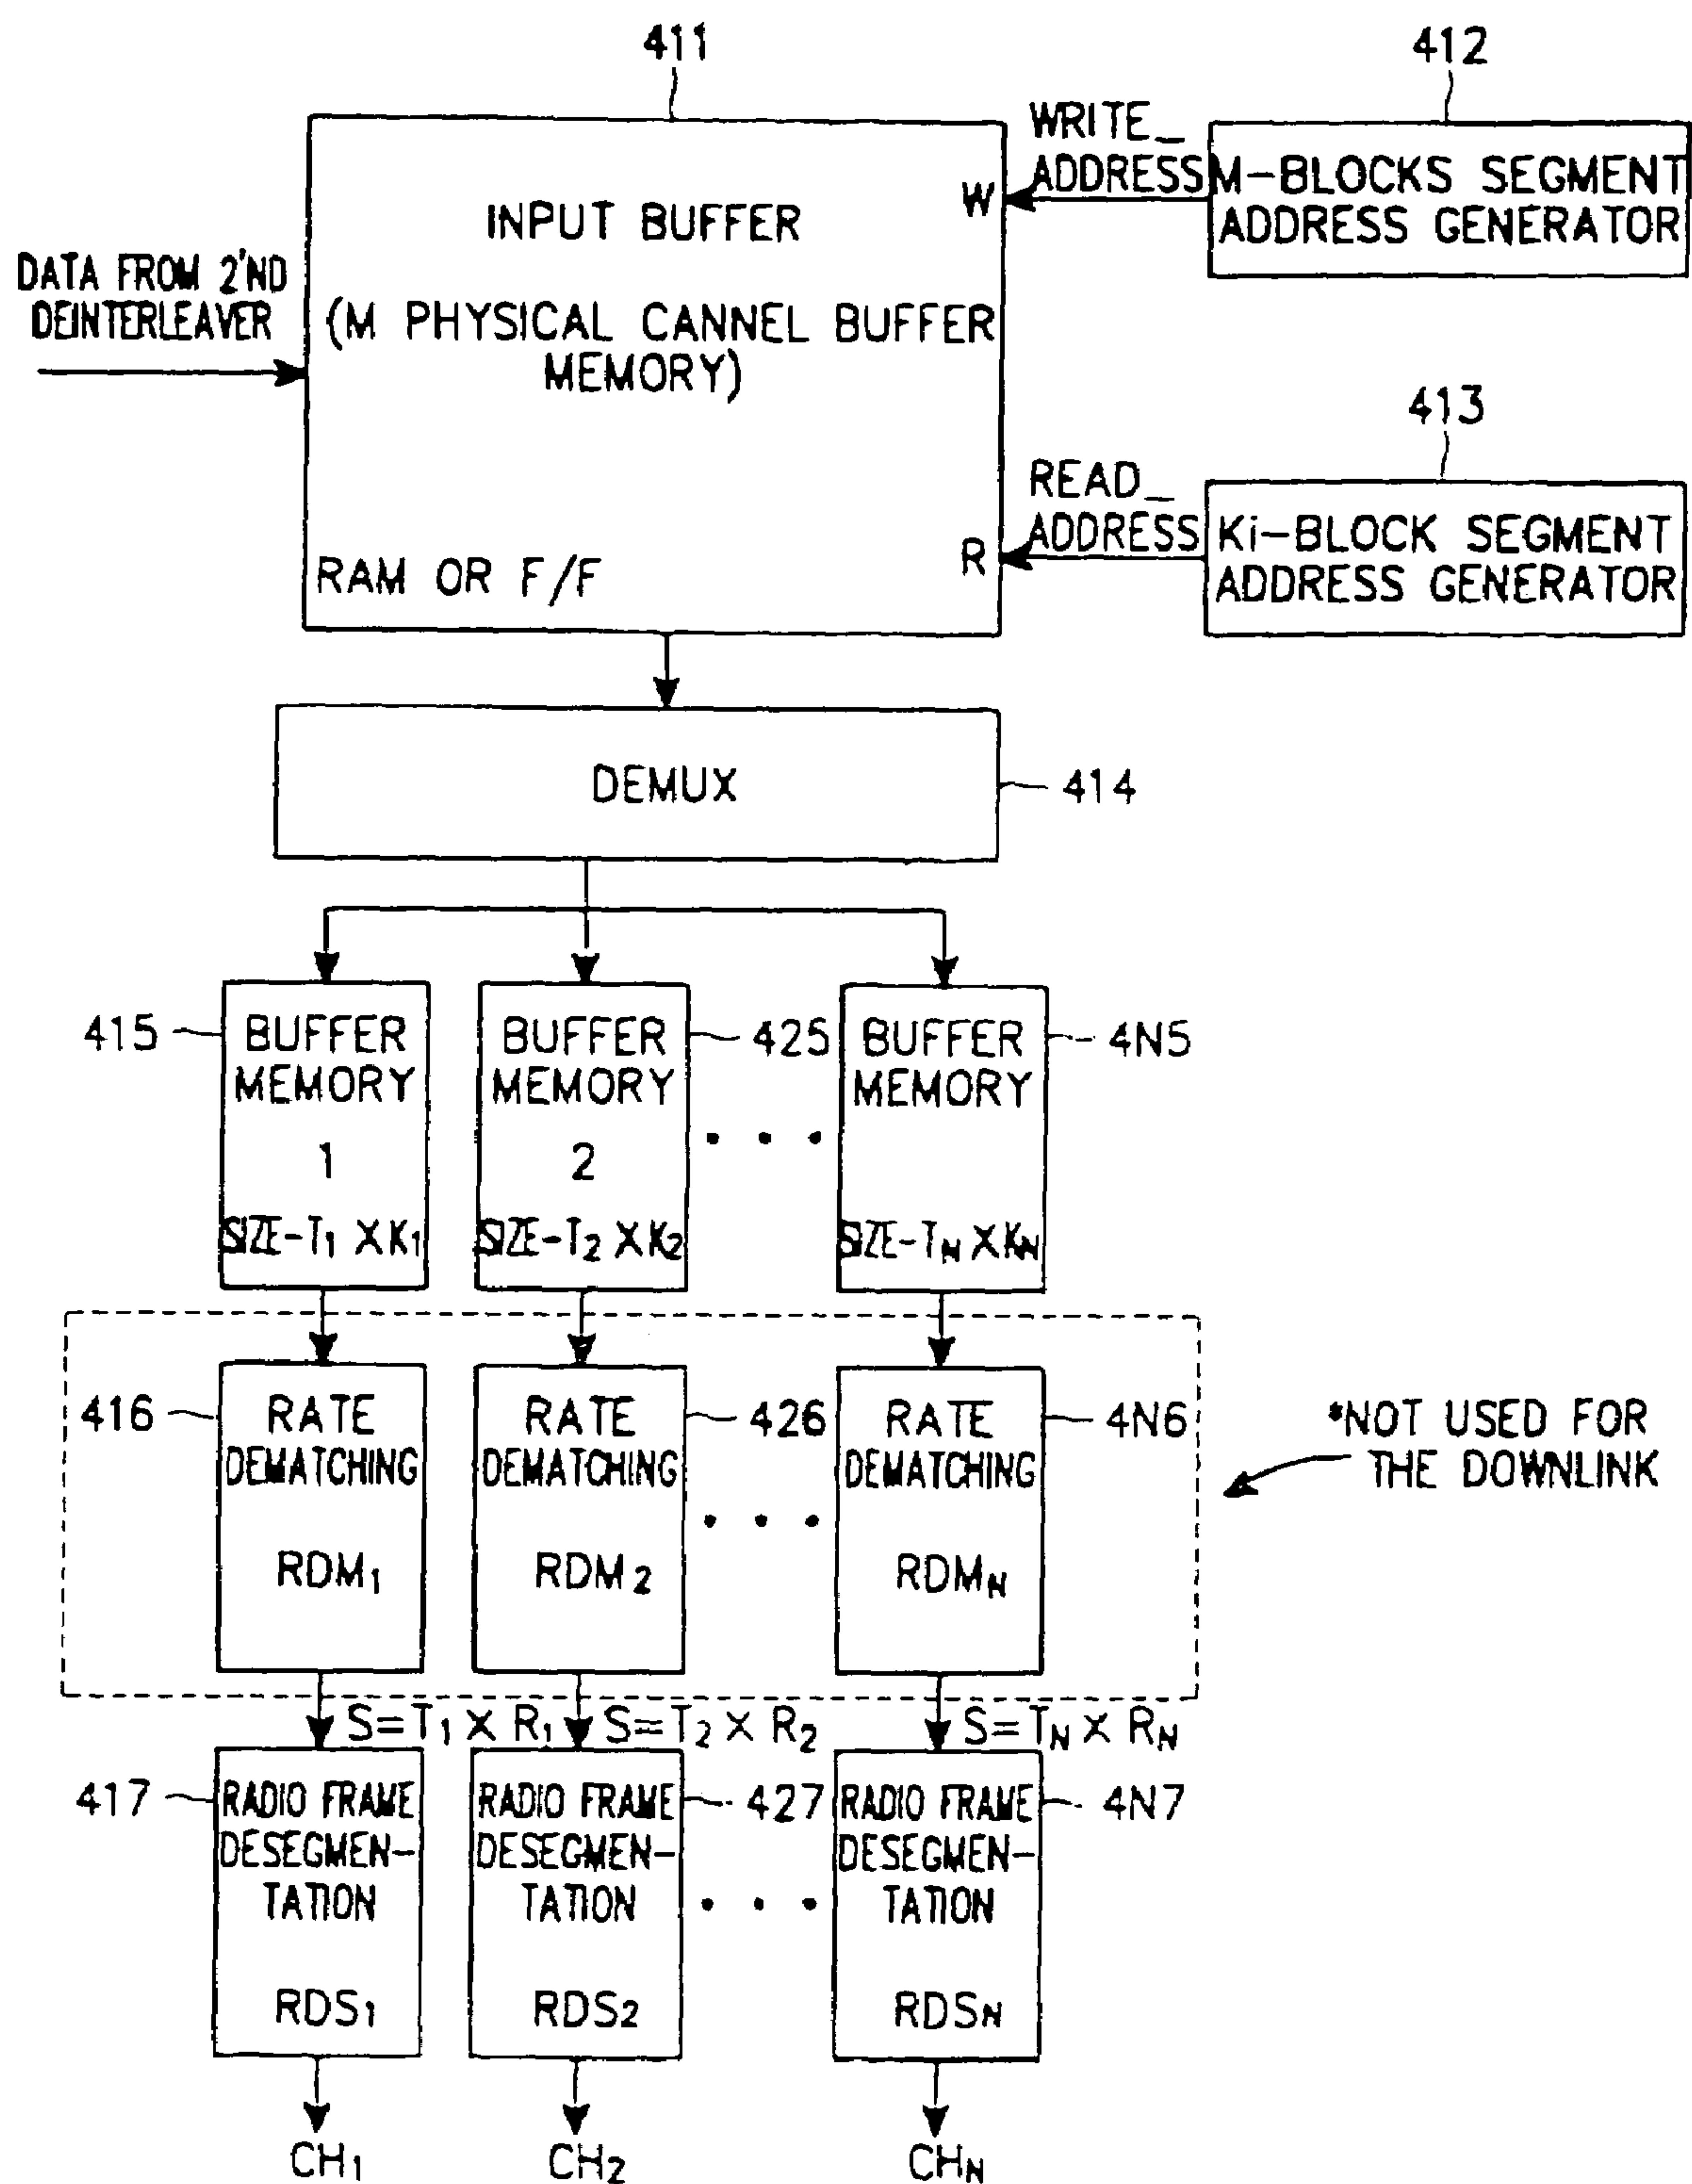 411
412
WRITE_
ADDRESS
M-BLOCKS SEGMENT
ADDRESS GENERATOR
W
INPUT BUFFER
(M PHYSICAL CANNEL BUFFER
MEMORY)
DATA FROM 2'ND
DEINTERLEAVER
413
READ_
ADDRESS
Ki-BLOCK SEGMENT
ADDRESS GENERATOR
R
RAM OR F/F
DEMUX
414
415
BUFFER
MEMORY
1
SIZE-T1 X K1
BUFFER
MEMORY
2
SIZE-T2 X K2
425
. . .
BUFFER
MEMORY
SIZE-TN X KN
4N5
416
RATE
DEMATCHING
RDM1
RATE
DEMATCHING
RDM2
426
. . .
RATE
DEMATCHING
RDMN
4N6
*NOT USED FOR
THE DOWNLINK
S=T1 X R1
S=T2 X R2
S=TN X RN
417
RADIO FRAME
DESEGMEN-
TATION
RDS1
RADIO FRAME
DESEGMEN-
TATION
RDS2
427
. . .
RADIO FRAME
DESEGMEN-
TATION
RDSN
4N7
CH1
CH2
CHN